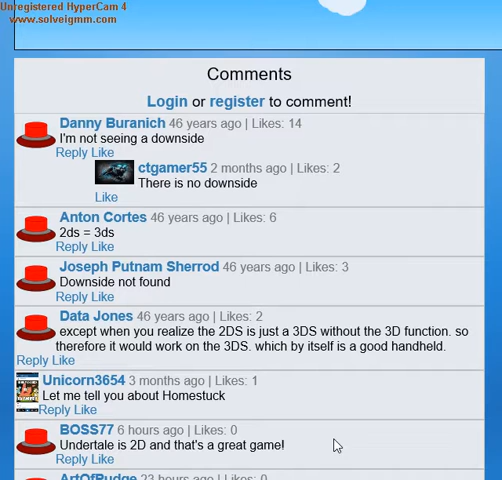 Unregistered HyperCam 4
www.solveigmm.com
Comments
Login or register to comment!
Danny Buranich 46 years ago | Likes: 14
I'm not seeing a downside
Reply Like
ctgamer55 2 months ago | Likes: 2
There is no downside
Like
Anton Cortes 46 years ago | Likes: 6
2ds = 3ds
Reply Like
Joseph Putnam Sherrod 46 years ago | Likes: 3
Downside not found
Reply Like
Data Jones 46 years ago | Likes: 2
except when you realize the 2DS is just a 3DS without the 3D function. so
therefore it would work on the 3DS. which by itself is a good handheld.
Reply Like
Unicorn3654 3 months ago | Likes: 1
Let me tell you about Homestuck
Reply Like
BOSS77 6 hours ago | Likes: 0
Undertale is 2D and that's a great game!
Reply Like
ArtOfRudge 23 hours ago | Likes: 0